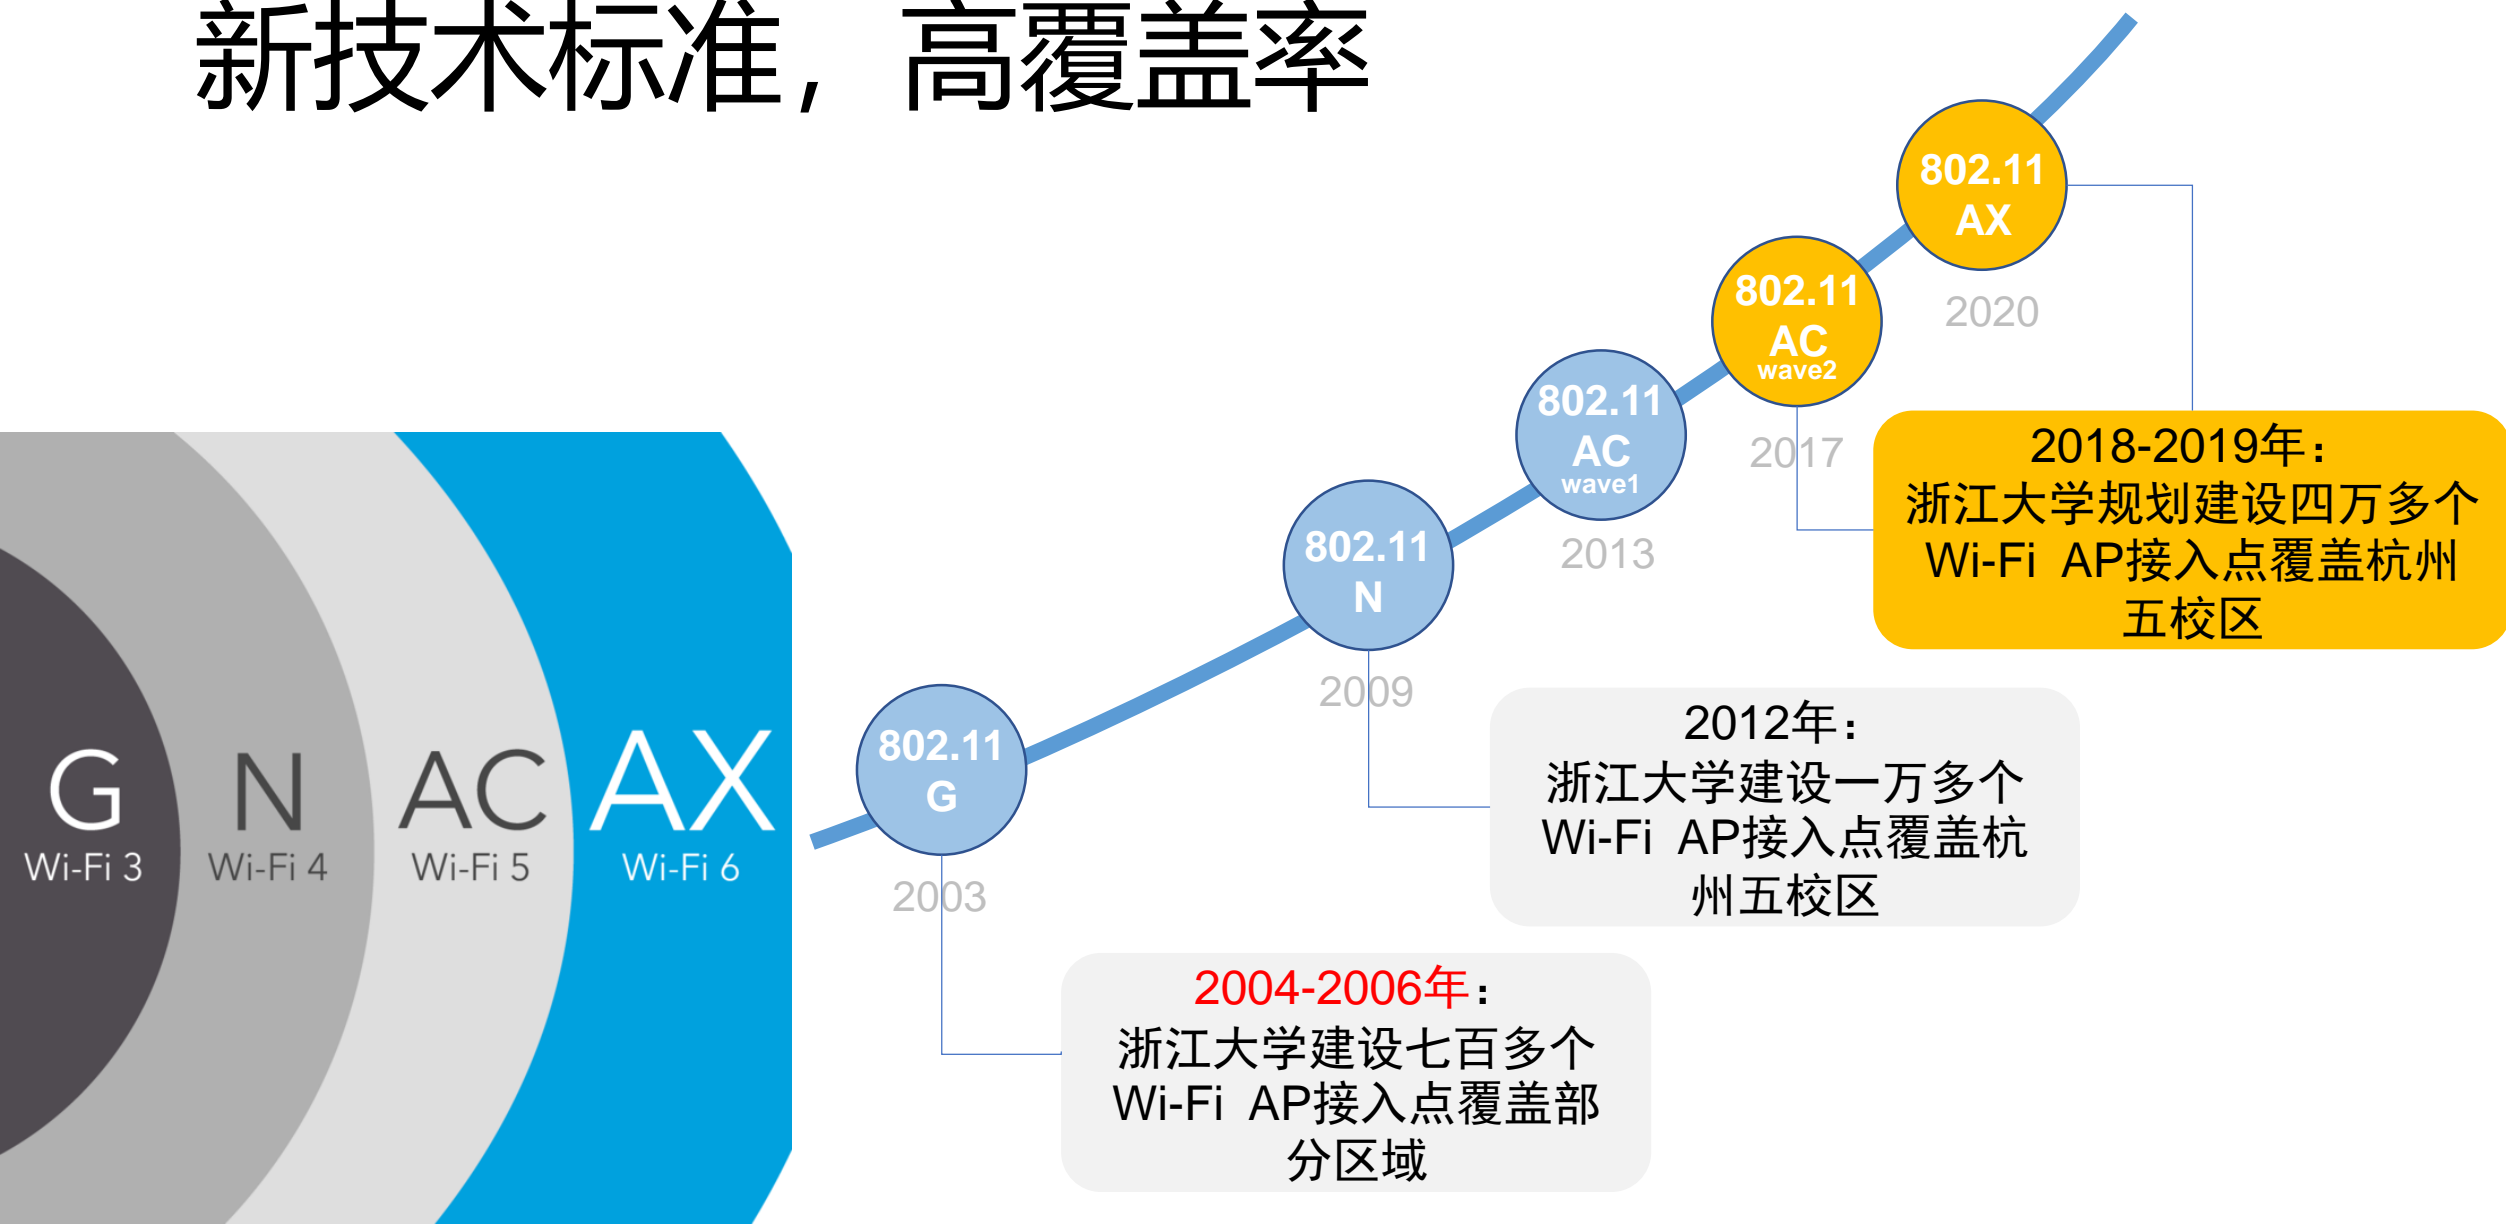 新技术标准，高覆盖率
802.11
AX
2020
802.11
AC
wave2
2017
802.11
AC
wave1
2013
802.11
N
2009
802.11
G
2003
2018-2019年：
浙江大学规划建设四万多个
Wi-Fi AP接入点覆盖杭州
五校区
2012年：
浙江大学建设一万多个
Wi-Fi AP接入点覆盖杭
州五校区
2004-2006年：
浙江大学建设七百多个
Wi-Fi AP接入点覆盖部
分区域
G
Wi-Fi 3
N
Wi-Fi 4
AC
Wi-Fi 5
AX
Wi-Fi 6